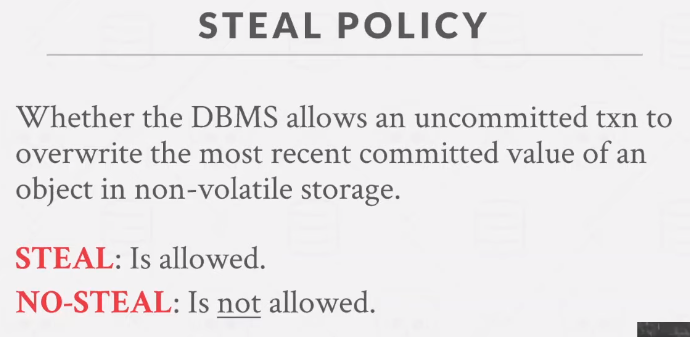 STEAL POLICY
Whether the DBMS allows an uncommitted txn to
overwrite the most recent committed value of an
object in non-volatile storage.
STEAL: Is allowed.
NO-STEAL: Is not allowed.